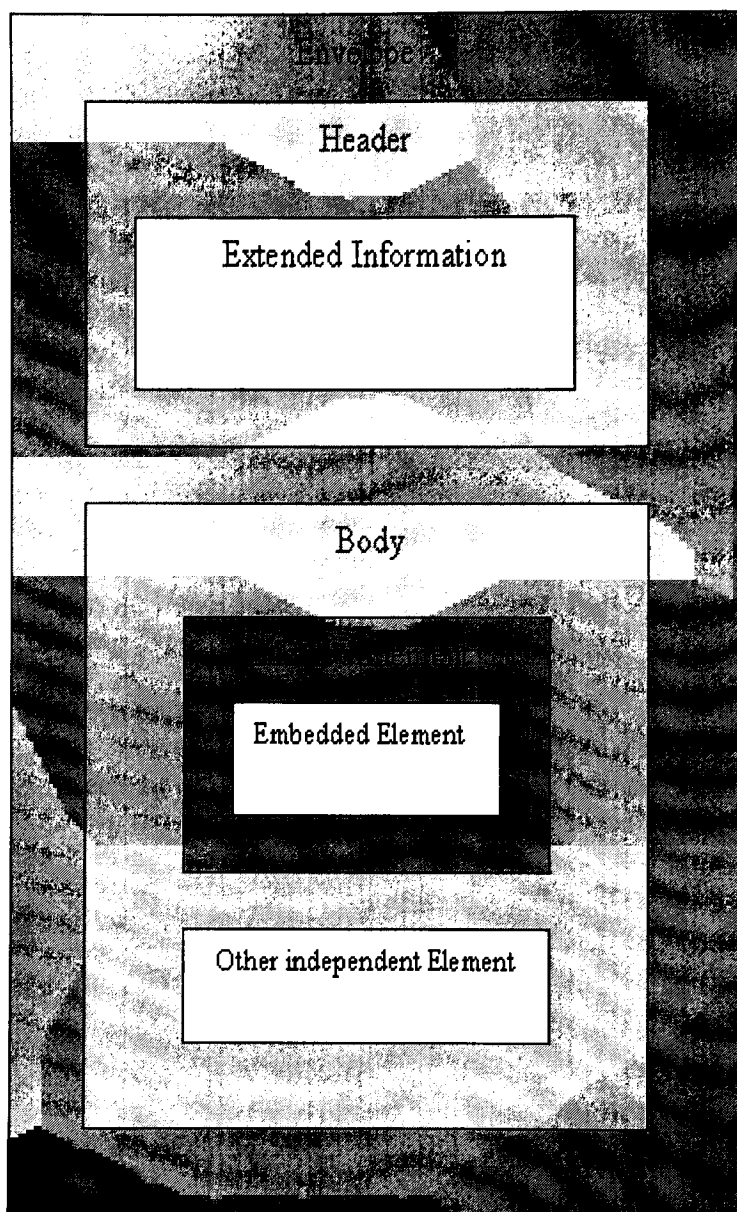 Envelope
Header
Extended Information
Body
Embedded Element
Other independent Element